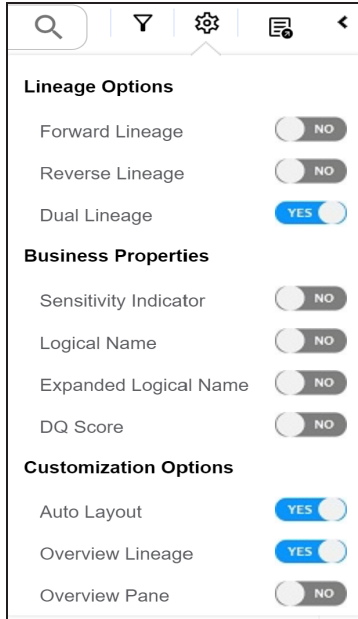 Lineage Options
Forward Lineage NO
Reverse Lineage NO
Dual Lineage YES
Business Properties
Sensitivity Indicator NO
Logical Name NO
Expanded Logical Name NO
DQ Score NO
Customization Options
Auto Layout YES
Overview Lineage YES
Overview Pane NO